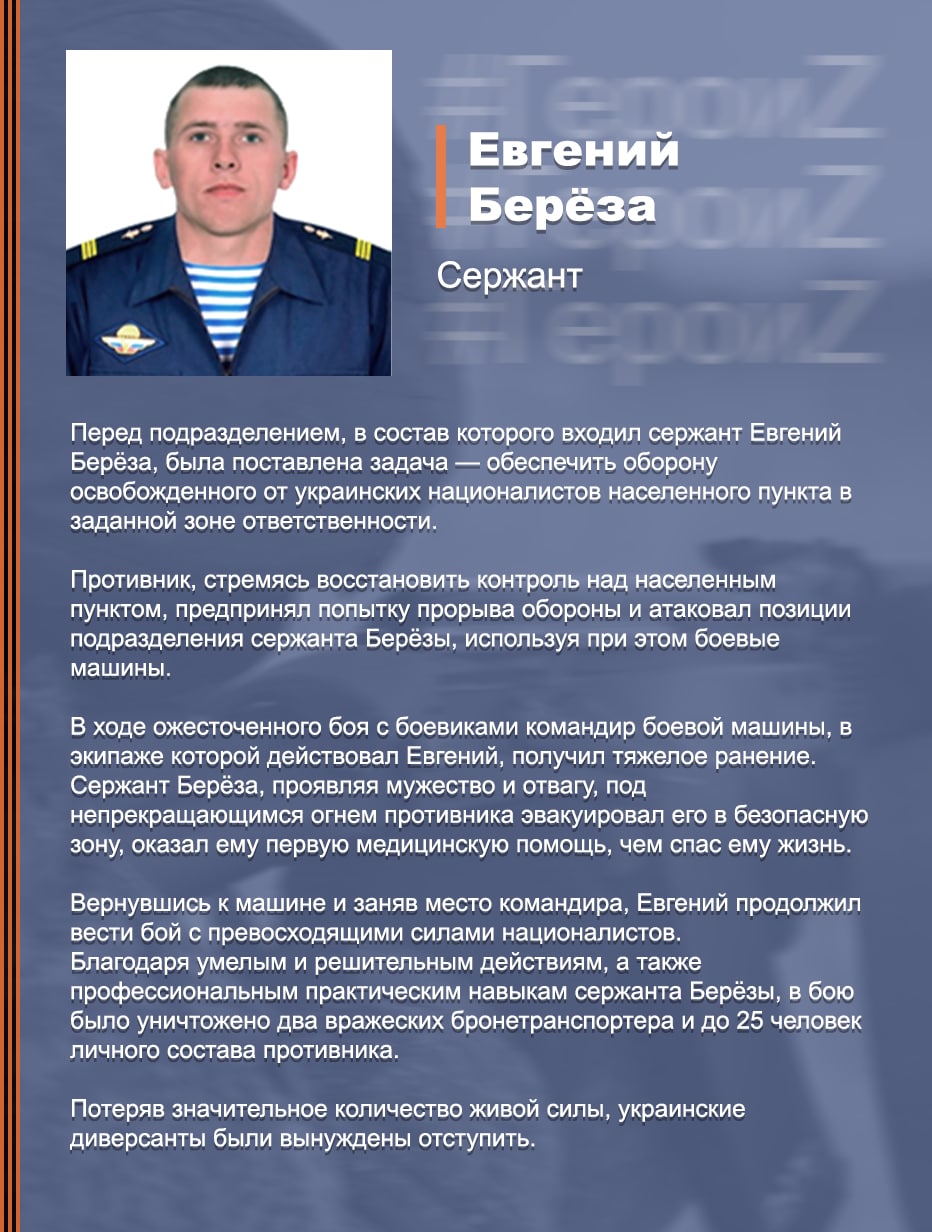 #ГероиZ
Евгений
#ГероиZ
Берёза
Сержант
#ГероиZ
Перед подразделением, в состав которого входил сержант Евгений
Берёза, была поставлена задача — обеспечить оборону
освобожденного от украинских националистов населенного пункта в
заданной зоне ответственности.
Противник, стремясь восстановить контроль над населенным
пунктом, предпринял попытку прорыва обороны и атаковал позиции
подразделения сержанта Берёзы, используя при этом боевые
машины.
В ходе ожесточенного боя с боевиками командир боевой машины, в
экипаже которой действовал Евгений, получил тяжелое ранение.
Сержант Берёза, проявляя мужество и отвагу, под
непрекращающимся огнем противника эвакуировал его в безопасную
зону, оказал ему первую медицинскую помощь, чем спас ему жизнь.
Вернувшись к машине и заняв место командира, Евгений продолжил
вести бой с превосходящими силами националистов.
Благодаря умелым и решительным действиям, а также
профессиональным практическим навыкам сержанта Берёзы, в бою
было уничтожено два вражеских бронетранспортера и до 25 человек
личного состава противника.
Потеряв значительное количество живой силы, украинские
диверсанты были вынуждены отступить.